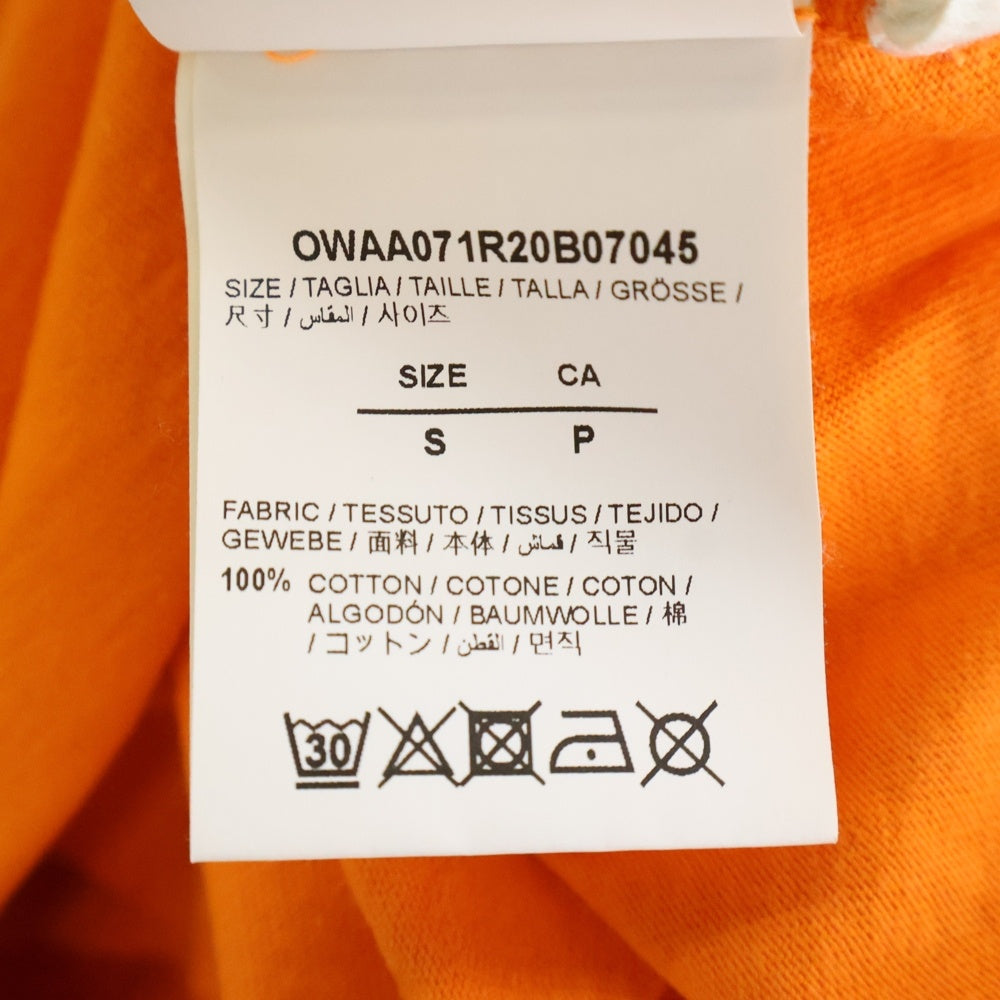 OWAA071R20B07045
SIZE / TAGLIA / TAILLE / TALLA / GRÖSSE /
尺寸 / المقاس / 사이즈
SIZE CA
S P
FABRIC / TESSUTO / TISSUS / TEJIDO /
GEWEBE / 面料 / 本体 / قماش / 직물
100% COTTON / COTONE / COTON /
ALGODÓN / BAUMWOLLE / 棉
/ コットン / القطن / 면직
30